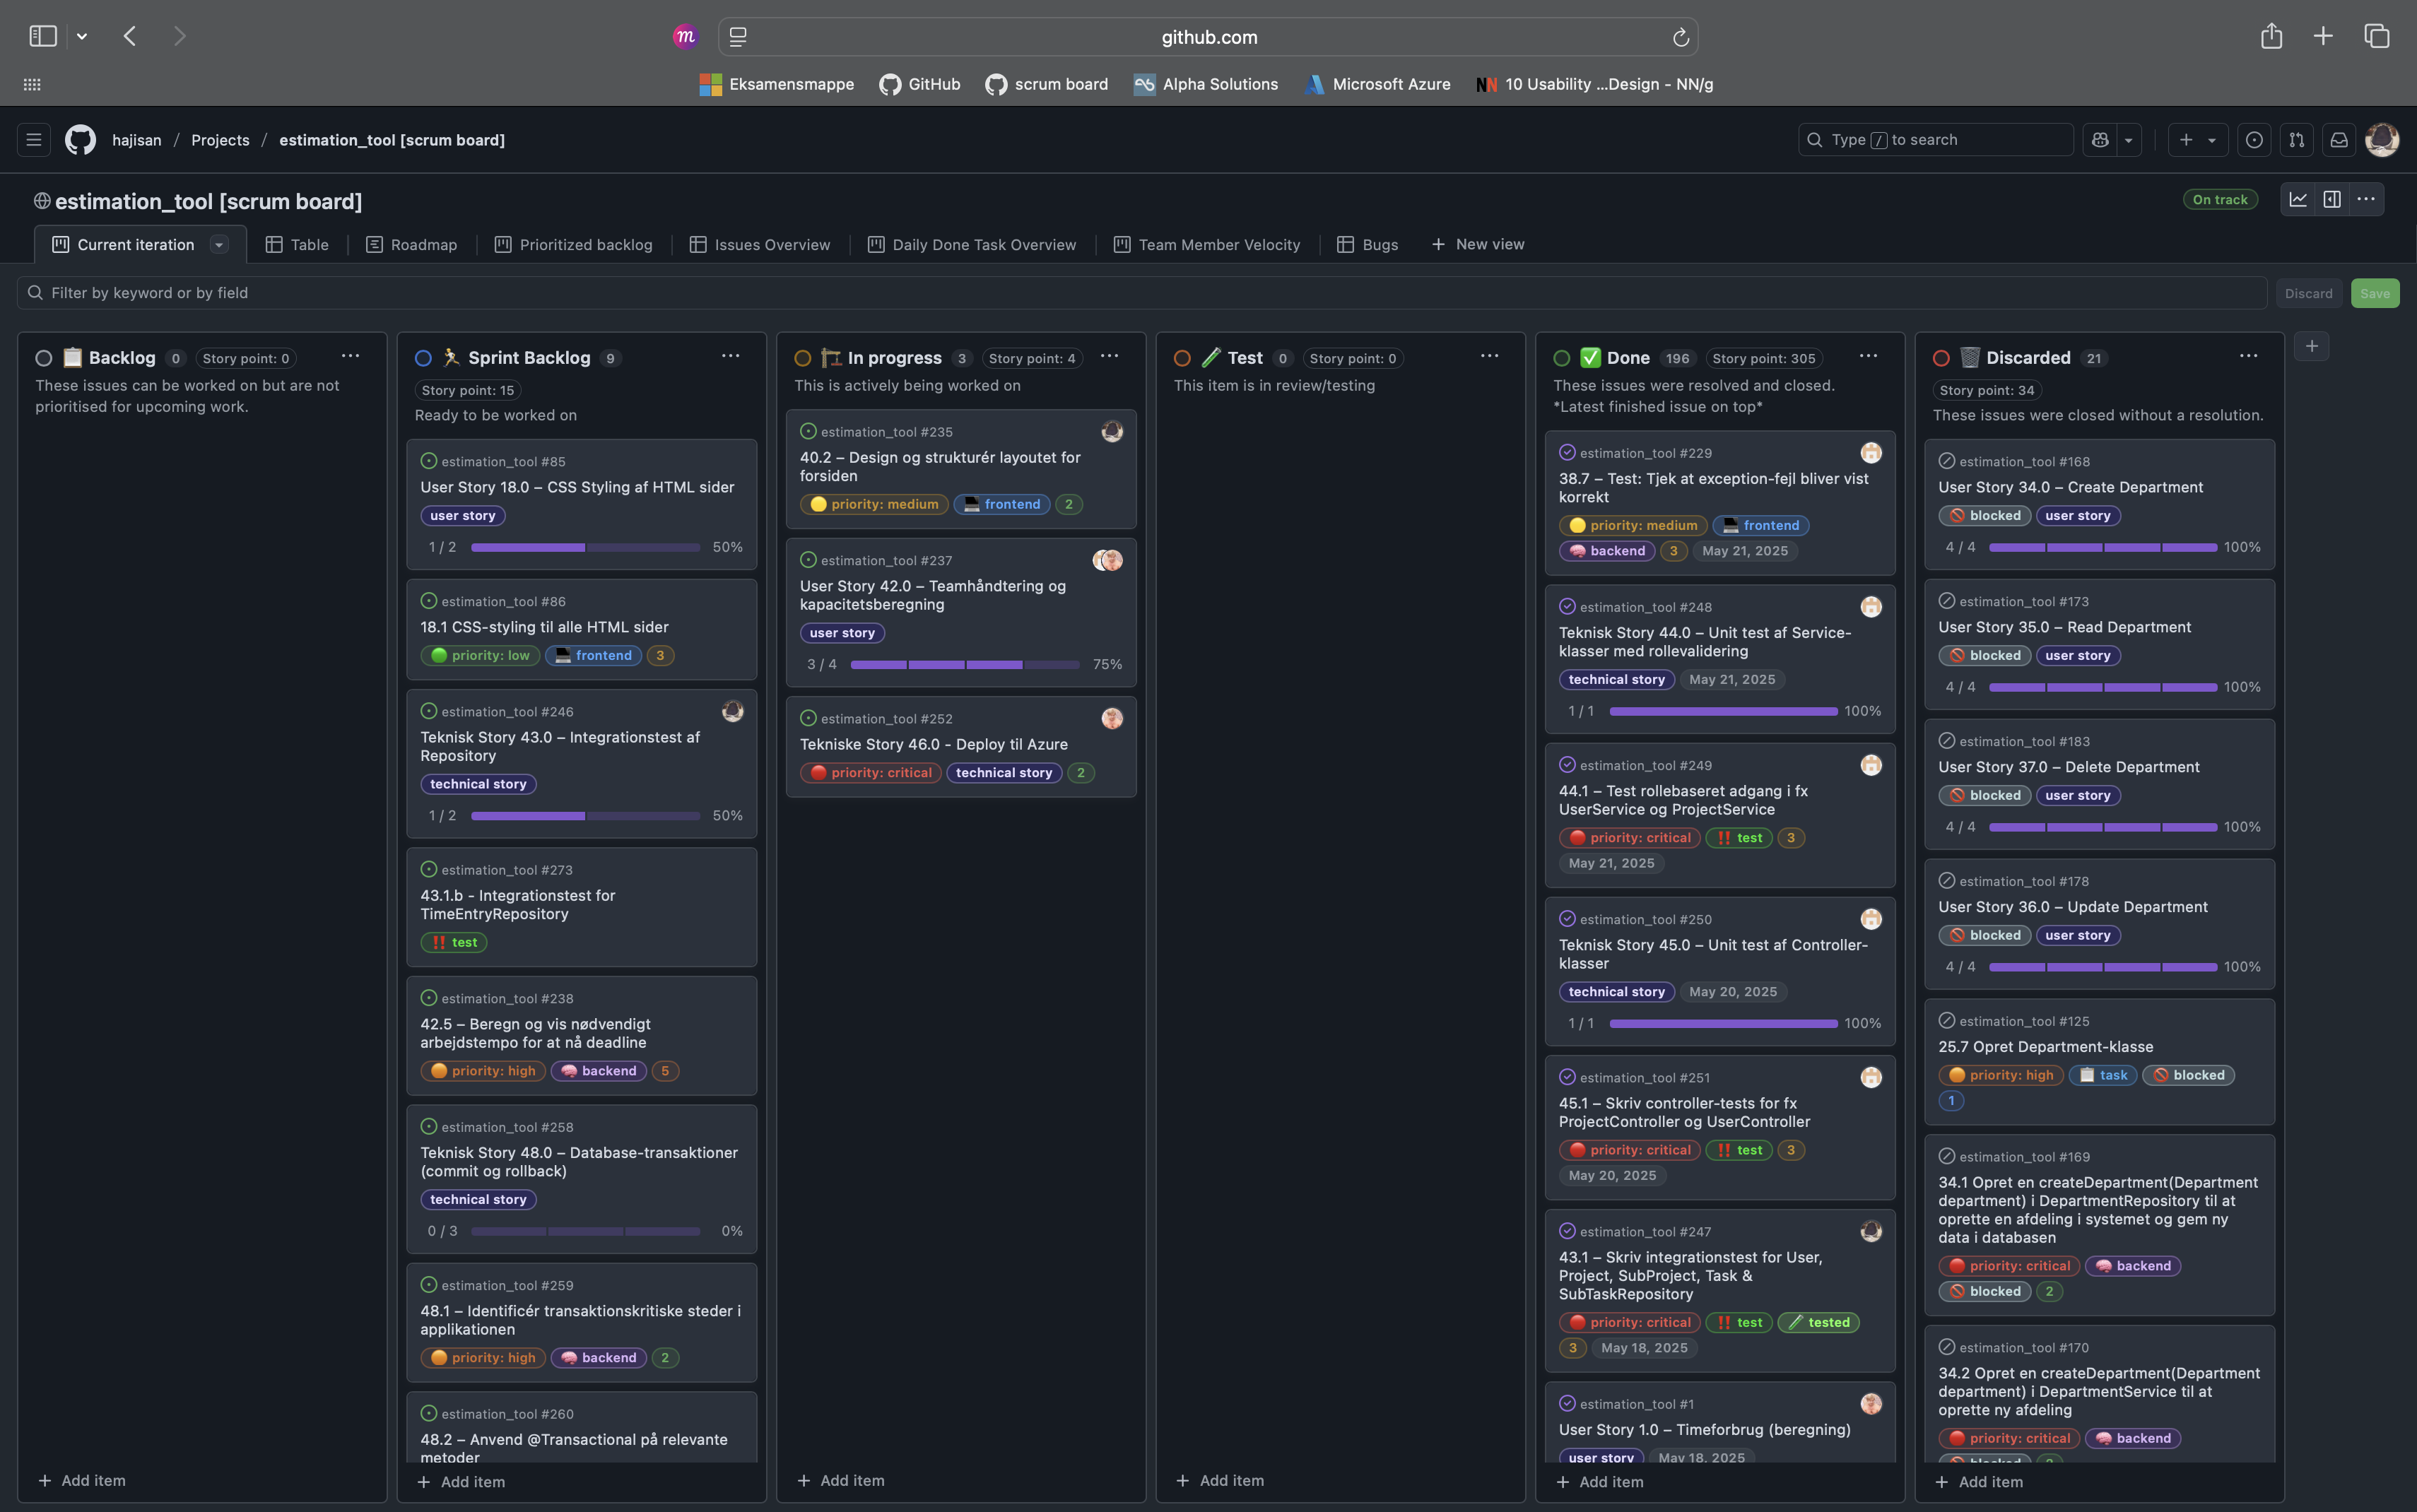 github.com
Eksamensmappe
GitHub
scrum board
Alpha Solutions
Microsoft Azure
10 Usability ...Design - NN/g
hajisan / Projects / estimation_tool [scrum board]
Type / to search
estimation_tool [scrum board]
On track
Current iteration
Table
Roadmap
Prioritized backlog
Issues Overview
Daily Done Task Overview
Team Member Velocity
Bugs
New view
Filter by keyword or by field
Discard
Save
Backlog 0 Story point: 0
These issues can be worked on but are not
prioritised for upcoming work.
Add item
Sprint Backlog 9
Story point: 15
Ready to be worked on
estimation_tool #85
User Story 18.0 – CSS Styling af HTML sider
user story
1 / 2 50%
estimation_tool #86
18.1 CSS-styling til alle HTML sider
priority: low frontend 3
estimation_tool #246
Teknisk Story 43.0 – Integrationstest af
Repository
technical story
1 / 2 50%
estimation_tool #273
43.1.b - Integrationstest for
TimeEntryRepository
test
estimation_tool #238
42.5 – Beregn og vis nødvendigt
arbejdstempo for at nå deadline
priority: high backend 5
estimation_tool #258
Teknisk Story 48.0 – Database-transaktioner
(commit og rollback)
technical story
0 / 3 0%
estimation_tool #259
48.1 – Identificér transaktionskritiske steder i
applikationen
priority: high backend 2
estimation_tool #260
48.2 – Anvend @Transactional på relevante
metoder
Add item
In progress 3 Story point: 4
This is actively being worked on
estimation_tool #235
40.2 – Design og strukturér layoutet for
forsiden
priority: medium frontend 2
estimation_tool #237
User Story 42.0 – Teamhåndtering og
kapacitetsberegning
user story
3 / 4 75%
estimation_tool #252
Tekniske Story 46.0 - Deploy til Azure
priority: critical technical story 2
Add item
Test 0 Story point: 0
This item is in review/testing
Add item
Done 196 Story point: 305
These issues were resolved and closed.
*Latest finished issue on top*
estimation_tool #229
38.7 – Test: Tjek at exception-fejl bliver vist
korrekt
priority: medium frontend
backend 3 May 21, 2025
estimation_tool #248
Teknisk Story 44.0 – Unit test af Service-
klasser med rollevalidering
technical story May 21, 2025
1 / 1 100%
estimation_tool #249
44.1 – Test rollebaseret adgang i fx
UserService og ProjectService
priority: critical test 3
May 21, 2025
estimation_tool #250
Teknisk Story 45.0 – Unit test af Controller-
klasser
technical story May 20, 2025
1 / 1 100%
estimation_tool #251
45.1 – Skriv controller-tests for fx
ProjectController og UserController
priority: critical test 3
May 20, 2025
estimation_tool #247
43.1 – Skriv integrationstest for User,
Project, SubProject, Task &
SubTaskRepository
priority: critical test tested
3 May 18, 2025
estimation_tool #1
User Story 1.0 – Timeforbrug (beregning)
user story May 18, 2025
Add item
Discarded 21
Story point: 34
These issues were closed without a resolution.
estimation_tool #168
User Story 34.0 – Create Department
blocked user story
4 / 4 100%
estimation_tool #173
User Story 35.0 – Read Department
blocked user story
4 / 4 100%
estimation_tool #183
User Story 37.0 – Delete Department
blocked user story
4 / 4 100%
estimation_tool #178
User Story 36.0 – Update Department
blocked user story
4 / 4 100%
estimation_tool #125
25.7 Opret Department-klasse
priority: high task blocked
1
estimation_tool #169
34.1 Opret en createDepartment(Department
department) i DepartmentRepository til at
oprette en afdeling i systemet og gem ny
data i databasen
priority: critical backend
blocked 2
estimation_tool #170
34.2 Opret en createDepartment(Department
department) i DepartmentService til at
oprette ny afdeling
priority: critical backend
blocked 2
Add item